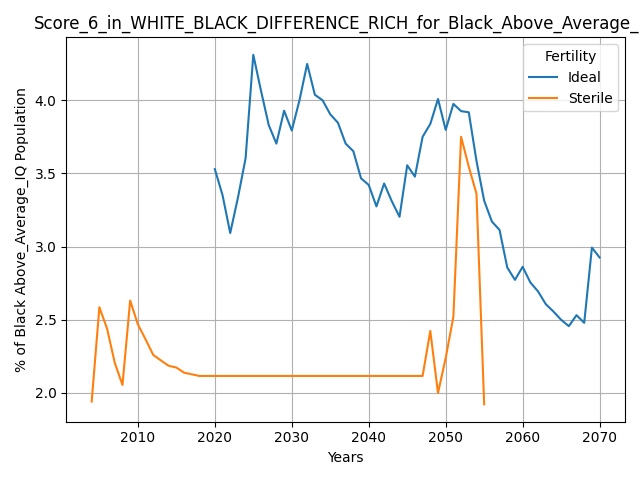 Score_6_in_WHITE_BLACK_DIFFERENCE_RICH_for_Black_Above_Average_
% of Black Above_Average_IQ Population
4.0
3.5
3.0
2.5
2.0
Fertility
Ideal
Sterile
2010 2020 2030 2040 2050 2060 2070
Years